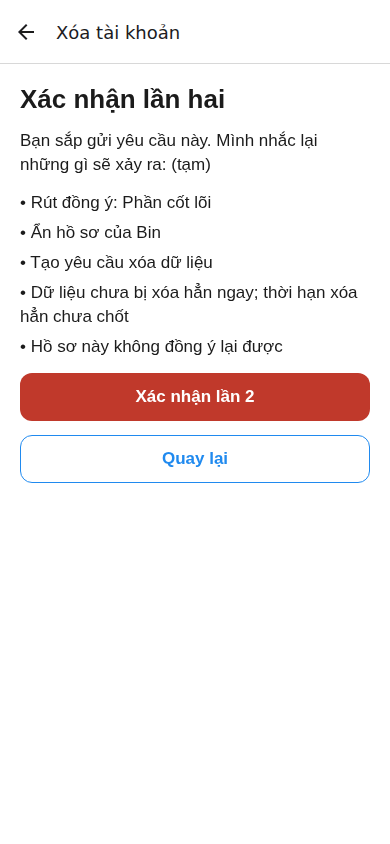 Xóa tài khoản
Xác nhận lần hai
Bạn sắp gửi yêu cầu này. Mình nhắc lại
những gì sẽ xảy ra: (tạm)
• Rút đồng ý: Phần cốt lõi
• Ẩn hồ sơ của Bin
• Tạo yêu cầu xóa dữ liệu
• Dữ liệu chưa bị xóa hẳn ngay; thời hạn xóa
hẳn chưa chốt
• Hồ sơ này không đồng ý lại được
Xác nhận lần 2
Quay lại